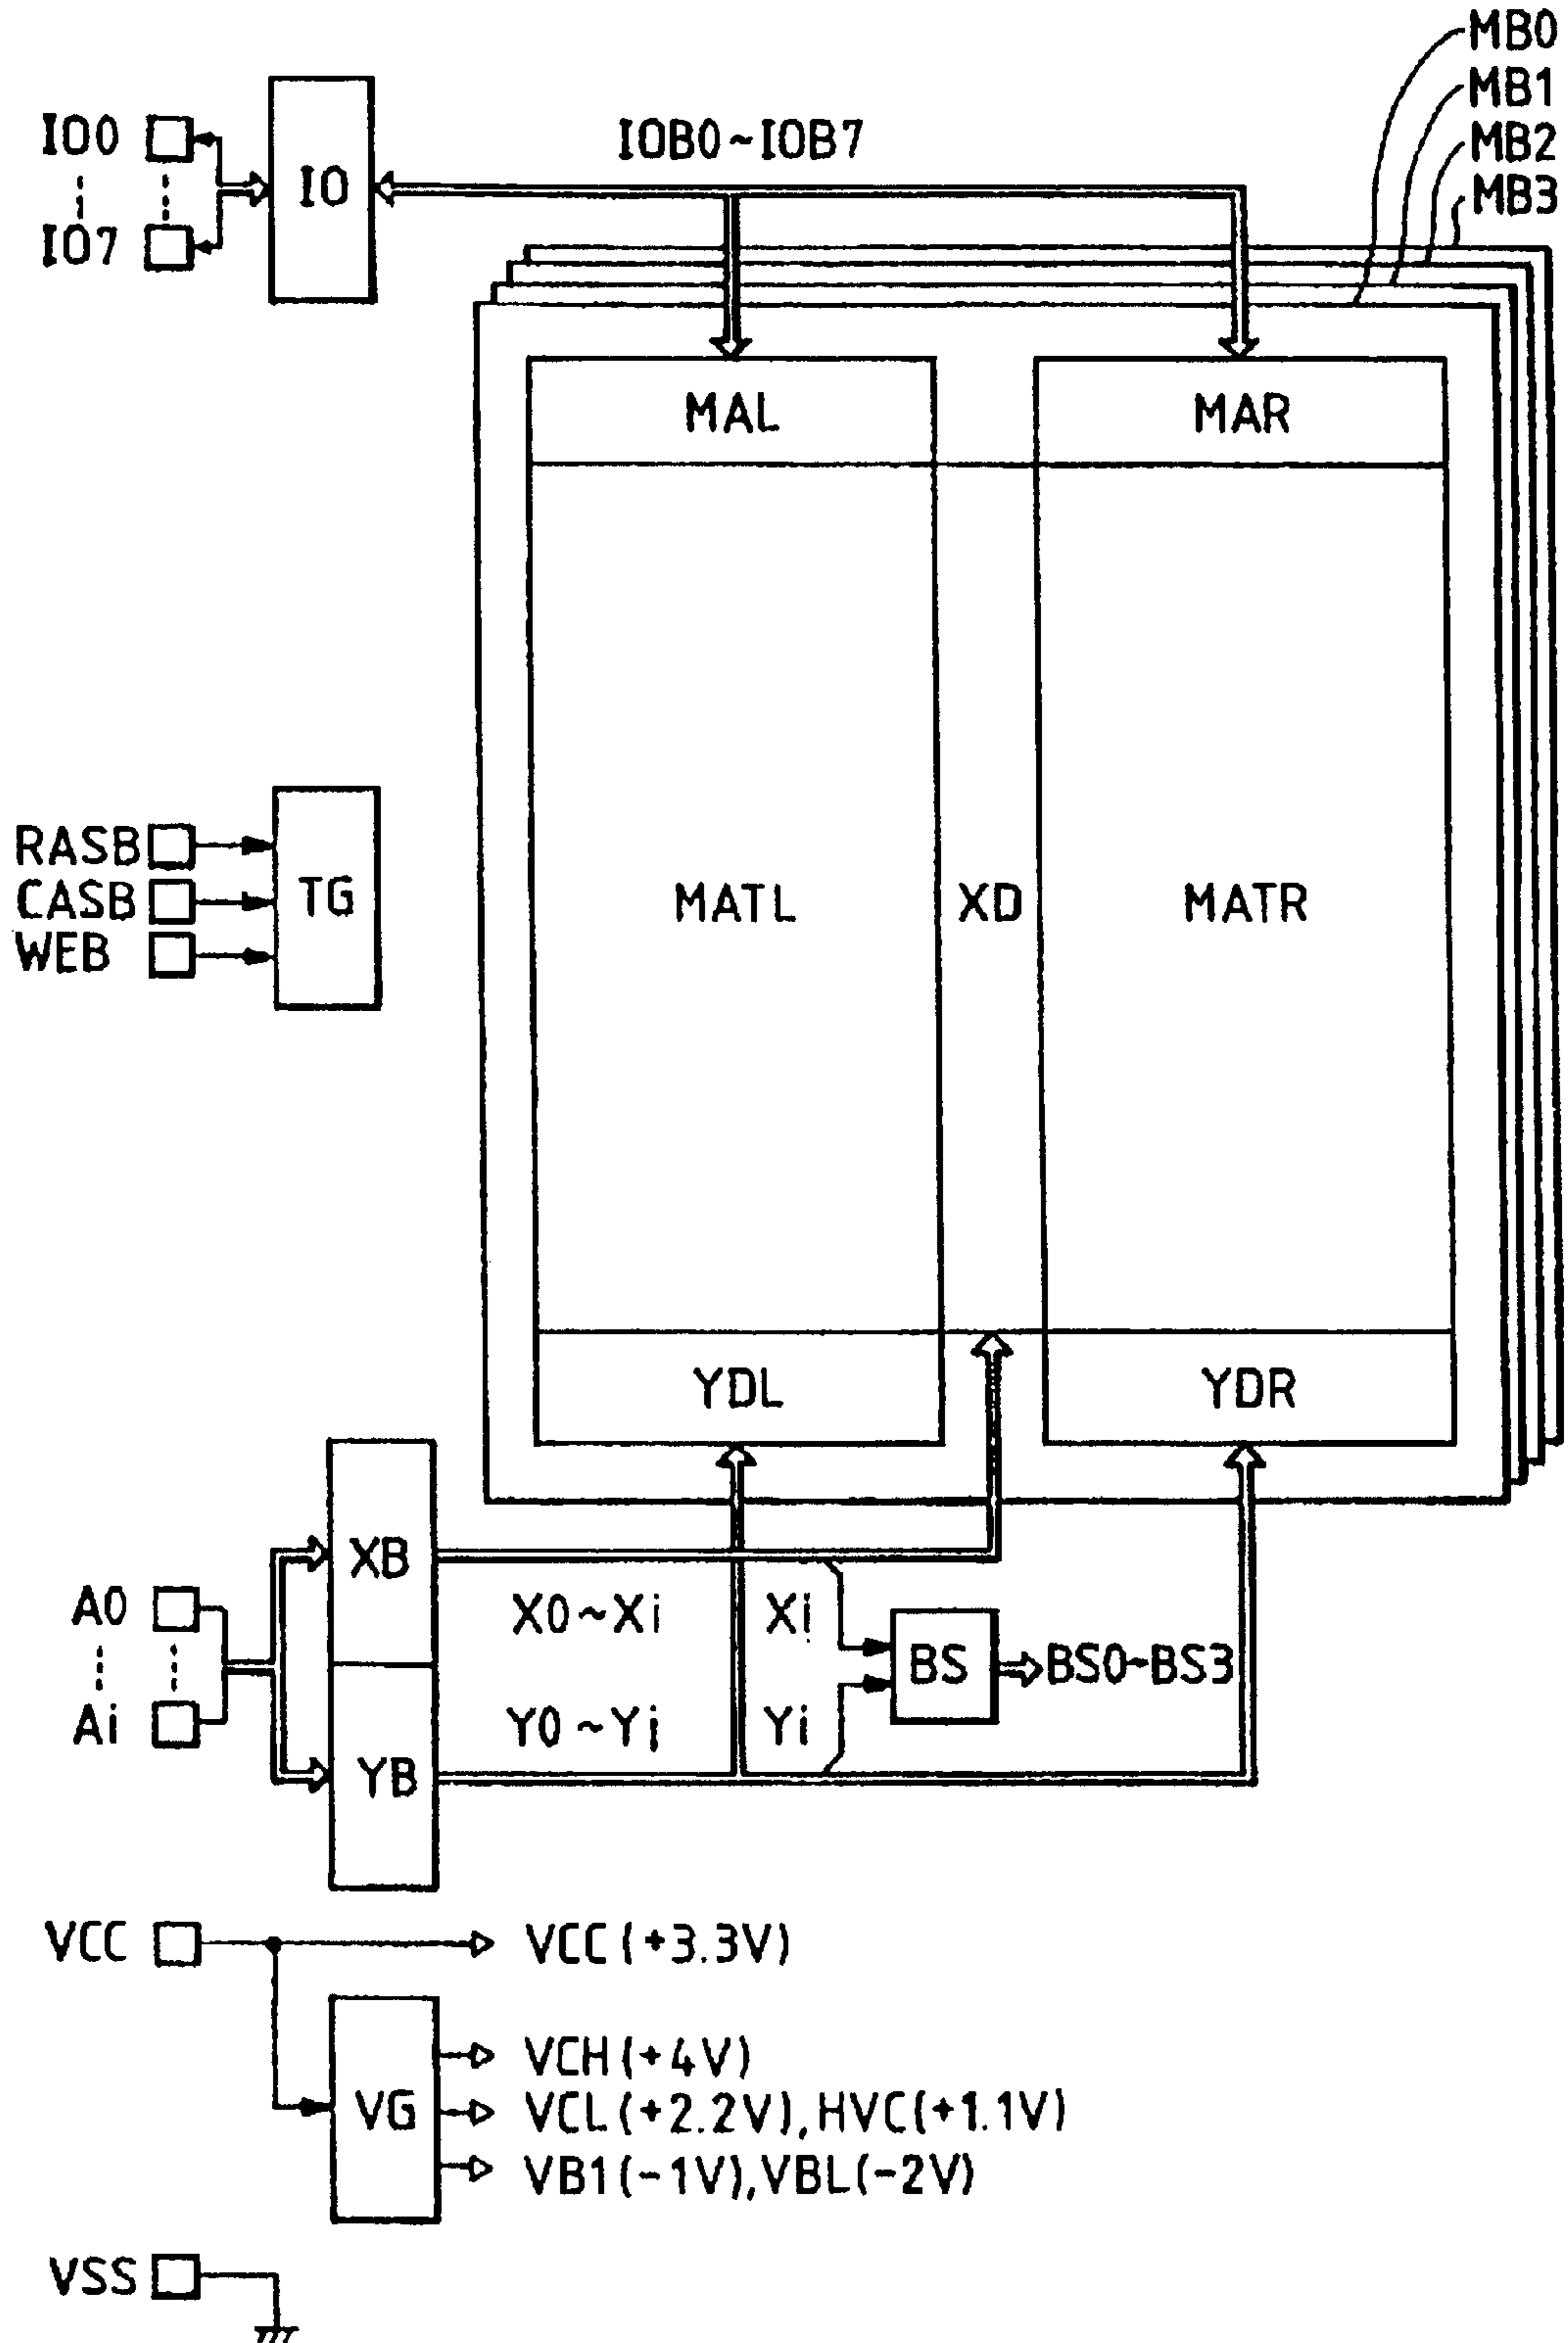 MB0
MB1
MB2
MB3
IO0
IO7
IO
IOB0~IOB7
MAL
MAR
RASB
CASB
WEB
TG
MATL
XD
MATR
YDL
YDR
XB
A0
Ai
X0~Xi
Xi
BS
BS0~BS3
Y0~Yi
Yi
YB
VCC
VCC(+3.3V)
VG
VCH(+4V)
VCL(+2.2V),HVC(+1.1V)
VB1(-1V),VBL(-2V)
VSS